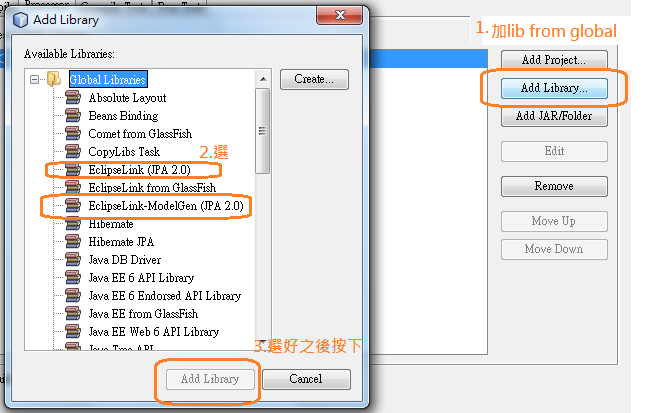 Processor
Add Library
Available Libraries:
Global Libraries
Absolute Layout
Beans Binding
Comet from GlassFish
CopyLibs Task
2.選
EclipseLink (JPA 2.0)
EclipseLink from GlassFish
EclipseLink-ModelGen (JPA 2.0)
Hibernate
Hibernate JPA
Java DB Driver
Java EE 6 API Library
Java EE 6 Endorsed API Library
Java EE from GlassFish
Java EE Web 6 API Library
Java Tree API
Create...
3.選好之後按下
Add Library
Cancel
1.加lib from global
Add Project...
Add Library...
Add JAR/Folder
Edit
Remove
Move Up
Move Down